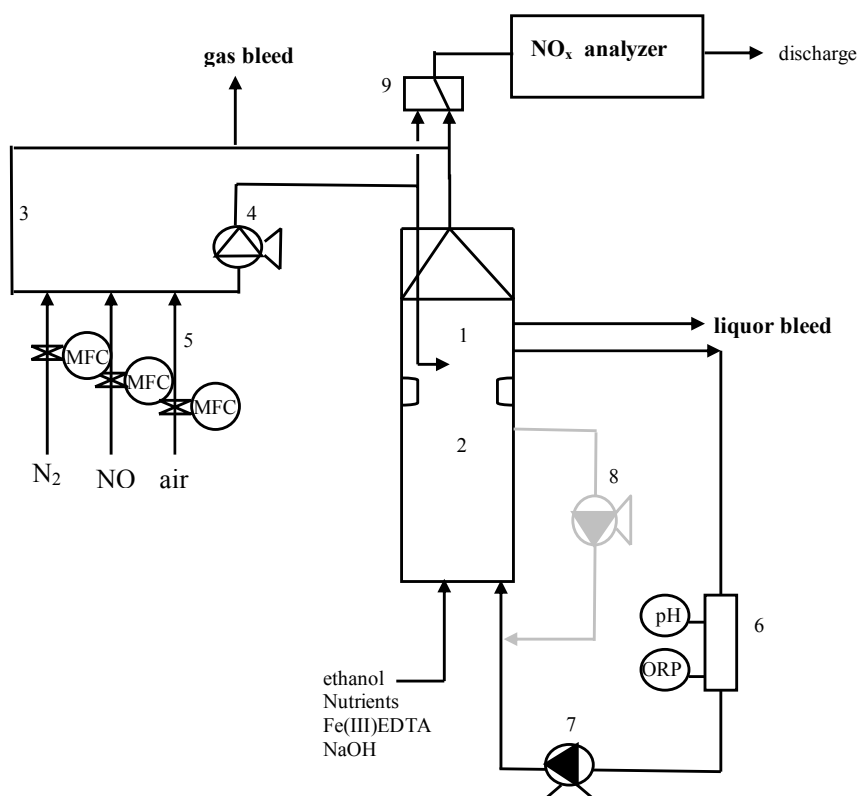 NOx analyzer
discharge
gas bleed
9
3
4
1
liquor bleed
5
MFC
MFC
MFC
2
N2
NO
air
8
pH
6
ORP
ethanol
Nutrients
Fe(III)EDTA
NaOH
7